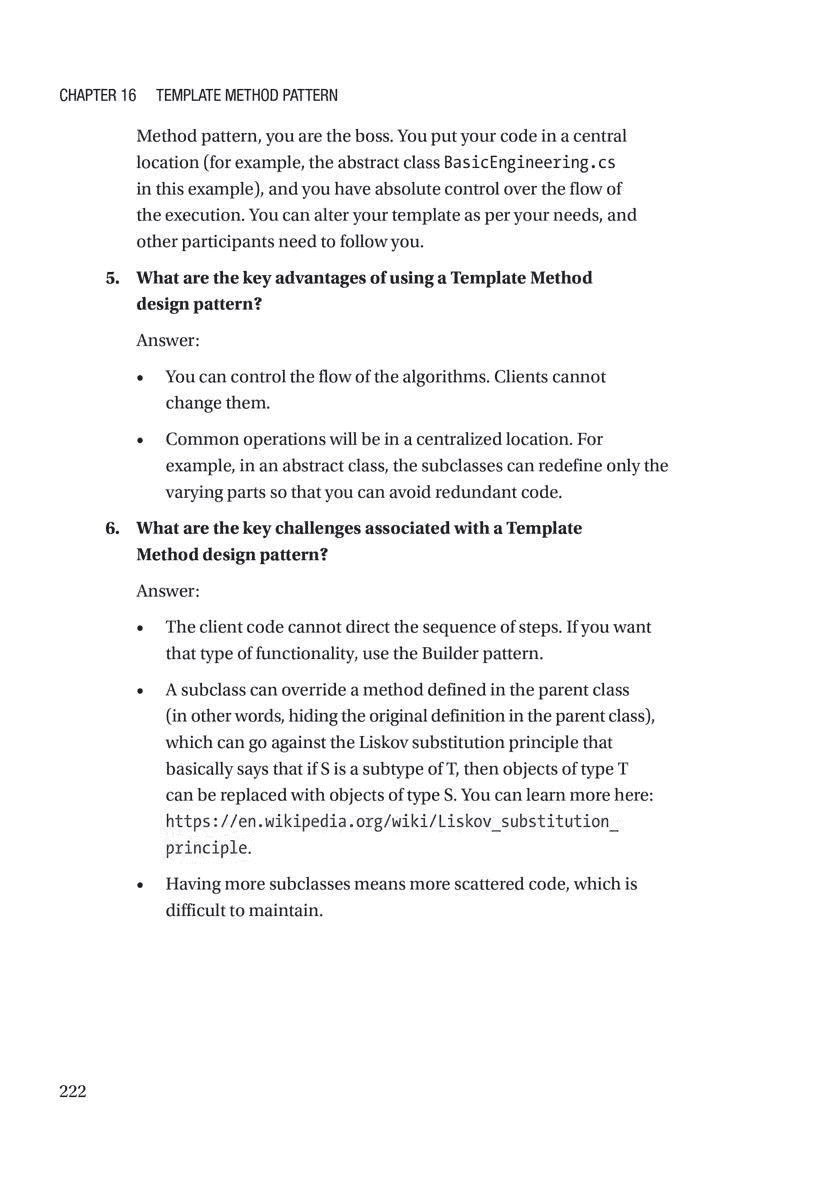 CHAPTER 16 TEMPLATE METHOD PATTERN
Method pattern, you are the boss. You put your code in a central
location (for example, the abstract class BasicEngineering.cs
in this example), and you have absolute control over the flow of
the execution. You can alter your template as per your needs, and
other participants need to follow you.
5. What are the key advantages of using a Template Method
design pattern?
Answer:
• You can control the flow of the algorithms. Clients cannot
change them.
• Common operations will be in a centralized location. For
example, in an abstract class, the subclasses can redefine only the
varying parts so that you can avoid redundant code.
6. What are the key challenges associated with a Template
Method design pattern?
Answer:
• The client code cannot direct the sequence of steps. If you want
that type of functionality, use the Builder pattern.
• A subclass can override a method defined in the parent class
(in other words, hiding the original definition in the parent class),
which can go against the Liskov substitution principle that
basically says that if S is a subtype of T, then objects of type T
can be replaced with objects of type S. You can learn more here:
https://en.wikipedia.org/wiki/Liskov_substitution_
principle.
• Having more subclasses means more scattered code, which is
difficult to maintain.
222